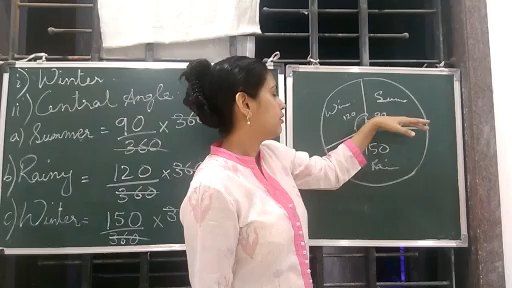 i) Winter.
ii) Central Angle:
a) Summer = 90/360 x 360
b) Rainy = 120/360 x 36
c) Winter = 150/360 x 3
Win
120
Sum
90
150
Rai